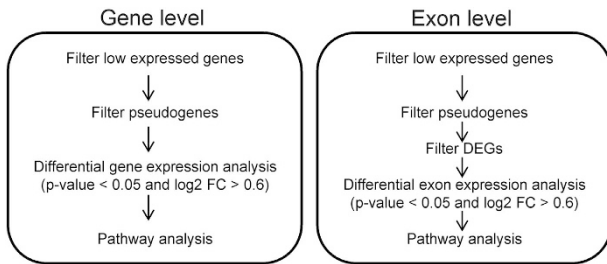 Gene level
Filter low expressed genes
Filter pseudogenes
Differential gene expression analysis
(p-value < 0.05 and log2 FC > 0.6)
Pathway analysis
Exon level
Filter low expressed genes
Filter pseudogenes
Filter DEGs
Differential exon expression analysis
(p-value < 0.05 and log2 FC > 0.6)
Pathway analysis